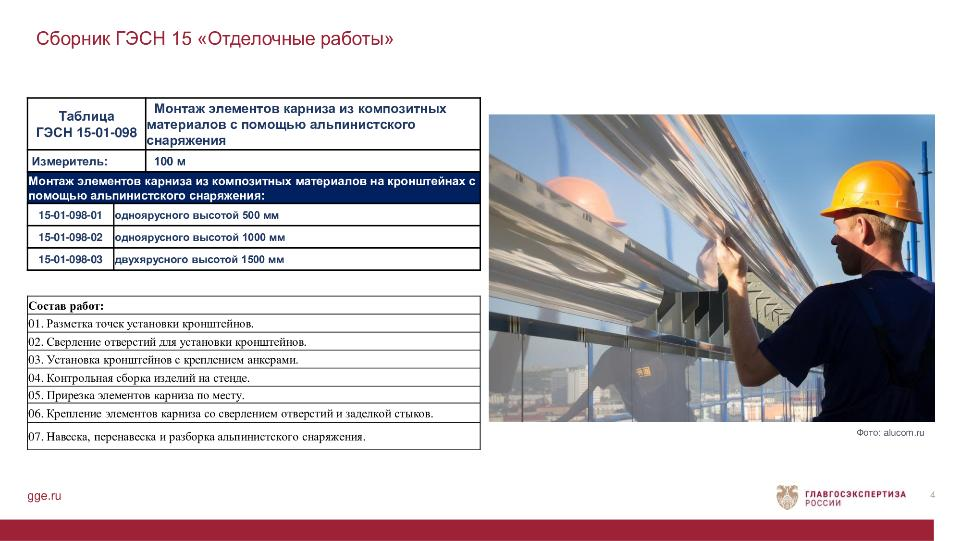 Сборник ГЭСН 15 «Отделочные работы»
Таблица
ГЭСН 15-01-098
Монтаж элементов карниза из композитных
материалов с помощью альпинистского
снаряжения
Измеритель:
100 м
Монтаж элементов карниза из композитных материалов на кронштейнах с
помощью альпинистского снаряжения:
15-01-098-01 одноярусного высотой 500 мм
15-01-098-02 одноярусного высотой 1000 мм
15-01-098-03 двухярусного высотой 1500 мм
Состав работ:
01. Разметка точек установки кронштейнов.
02. Сверление отверстий для установки кронштейнов.
03. Установка кронштейнов с креплением анкерами.
04. Контрольная сборка изделий на стенде.
05. Прирезка элементов карниза по месту.
06. Крепление элементов карниза со сверлением отверстий и заделкой стыков.
07. Навеска, перенавеска и разборка альпинистского снаряжения.
Фото: alucom.ru
gge.ru
ГЛАВГОСЭКСПЕРТИЗА
РОССИИ
4